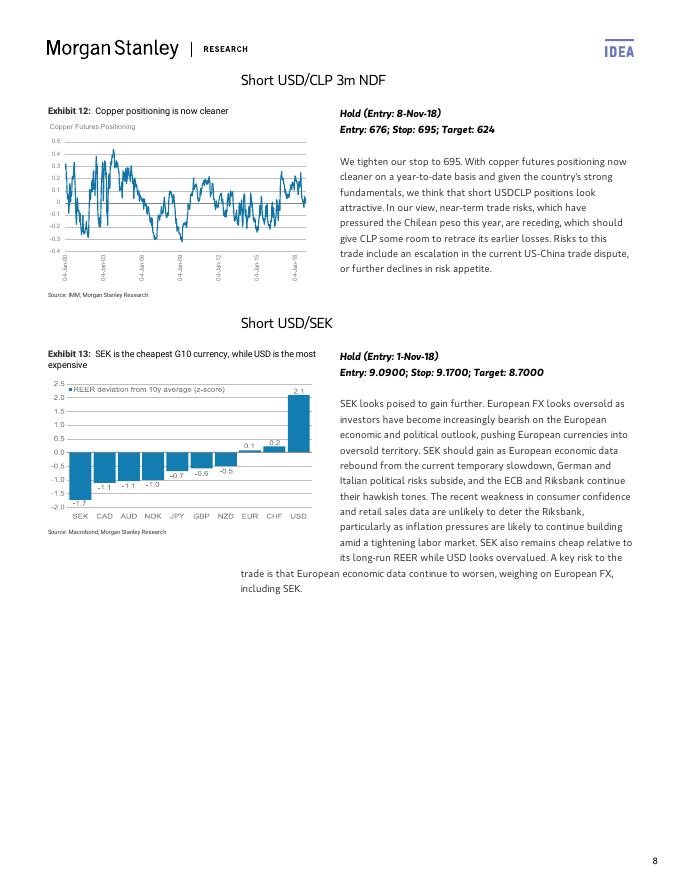 Morgan Stanley | RESEARCH
IDEA
Short USD/CLP 3m NDF
Exhibit 12: Copper positioning is now cleaner
Copper Futures Positioning
0.5
0.4
0.3
0.2
0.1
0
-0.1
-0.2
-0.3
-0.4
04-Jan-00
04-Jan-03
04-Jan-06
04-Jan-09
04-Jan-12
04-Jan-15
04-Jan-18
Source: IMM, Morgan Stanley Research
Hold (Entry: 8-Nov-18)
Entry: 676; Stop: 695; Target: 624
We tighten our stop to 695. With copper futures positioning now
cleaner on a year-to-date basis and given the country's strong
fundamentals, we think that short USDCLP positions look
attractive. In our view, near-term trade risks, which have
pressured the Chilean peso this year, are receding, which should
give CLP some room to retrace its earlier losses. Risks to this
trade include an escalation in the current US-China trade dispute,
or further declines in risk appetite.
Short USD/SEK
Exhibit 13: SEK is the cheapest G10 currency, while USD is the most
expensive
2.5
2.0
1.5
1.0
0.5
0.0
-0.5
-1.0
-1.5
-2.0
REER deviation from 10y average (z-score)
-1.7
-1.1
-1.1
-1.0
-0.7
-0.6
-0.5
0.1
0.2
2.1
SEK CAD AUD NOK JPY GBP NZD EUR CHF USD
Source: Macrobond, Morgan Stanley Research
Hold (Entry: 1-Nov-18)
Entry: 9.0900; Stop: 9.1700; Target: 8.7000
SEK looks poised to gain further. European FX looks oversold as
investors have become increasingly bearish on the European
economic and political outlook, pushing European currencies into
oversold territory. SEK should gain as European economic data
rebound from the current temporary slowdown, German and
Italian political risks subside, and the ECB and Riksbank continue
their hawkish tones. The recent weakness in consumer confidence
and retail sales data are unlikely to deter the Riksbank,
particularly as inflation pressures are likely to continue building
amid a tightening labor market. SEK also remains cheap relative to
its long-run REER while USD looks overvalued. A key risk to the
trade is that European economic data continue to worsen, weighing on European FX,
including SEK.
8